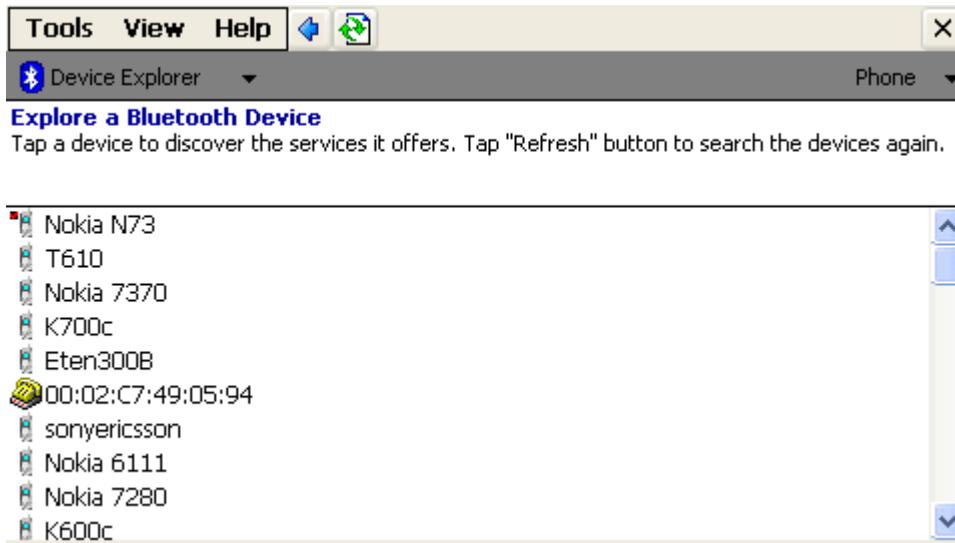 Tools View Help
Device Explorer Phone
Explore a Bluetooth Device
Tap a device to discover the services it offers. Tap "Refresh" button to search the devices again.
Nokia N73
T610
Nokia 7370
K700c
Eten300B
00:02:C7:49:05:94
sonyericsson
Nokia 6111
Nokia 7280
K600c